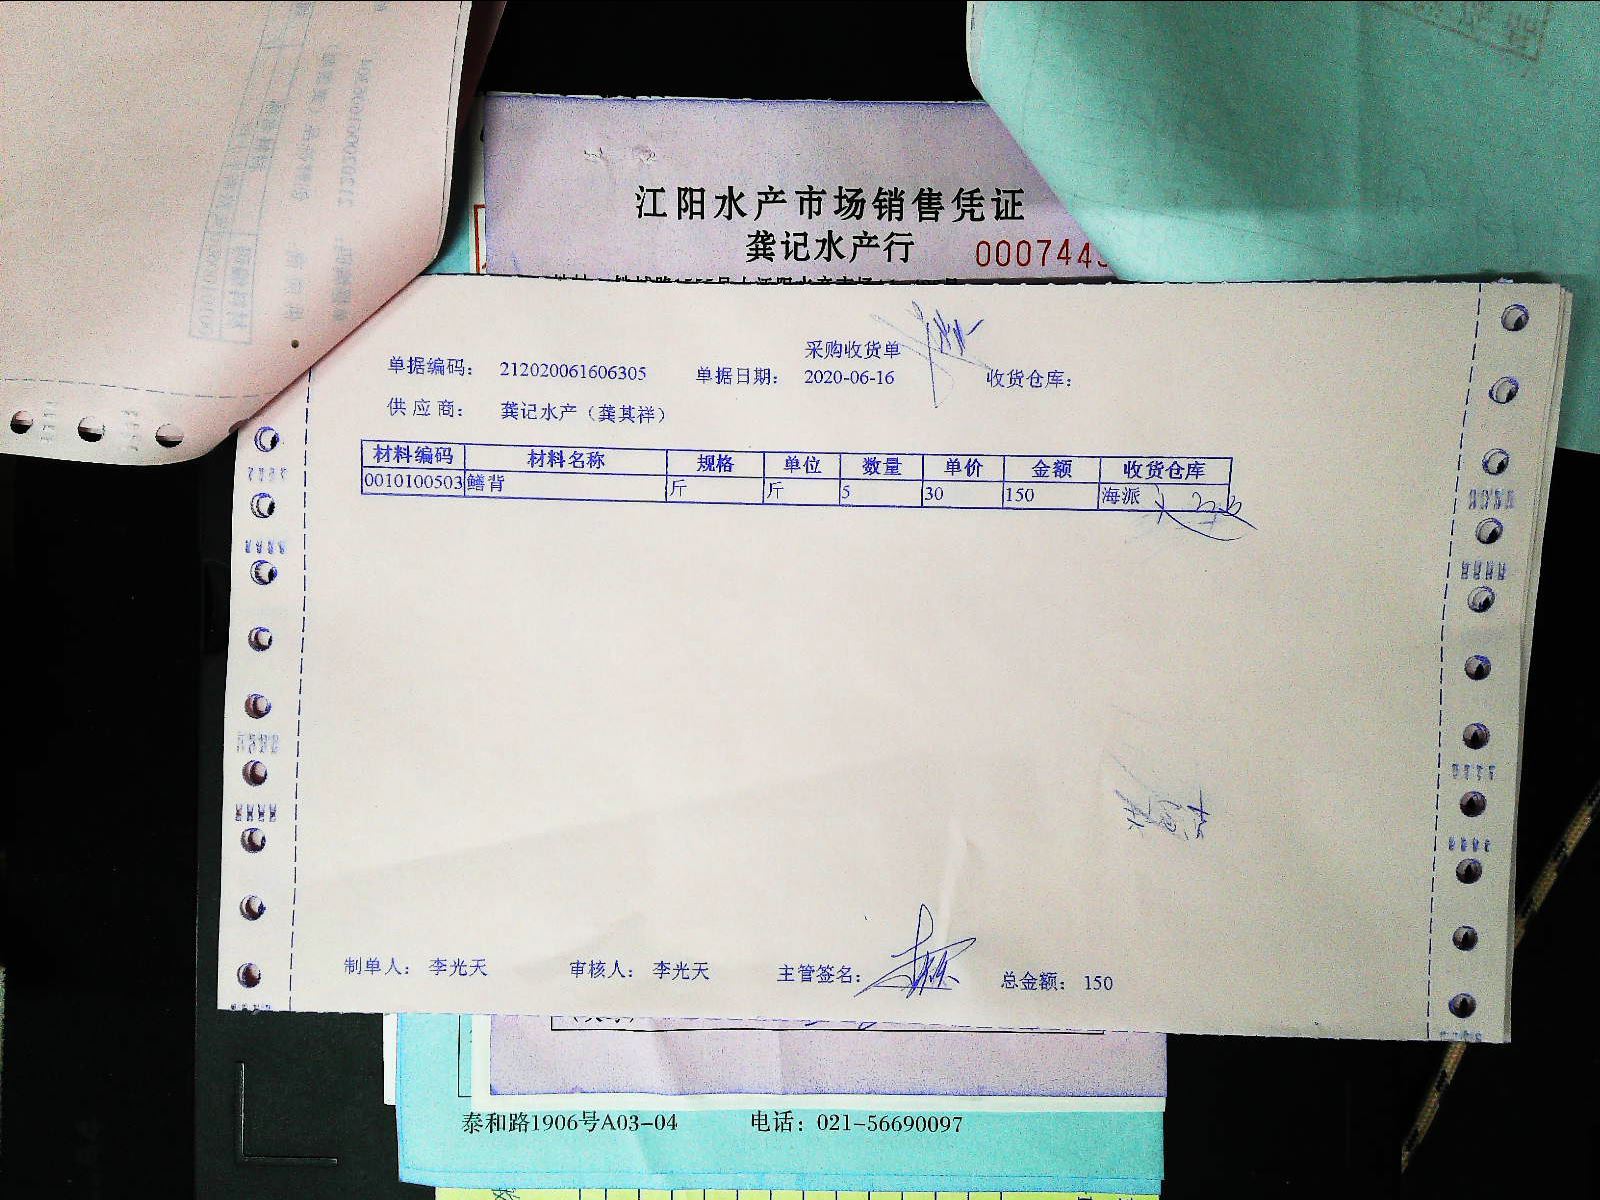 江阳水产市场销售凭证
龚记水产行 000744
采购收货单
单据编码: 212020061606305 单据日期: 2020-06-16 收货仓库:
供应商: 龚记水产（龚其祥）
材料编码 材料名称 规格 单位 数量 单价 金额 收货仓库
0010100503 鳝背 斤 斤 5 30 150 海派
制单人: 李光天 审核人: 李光天 主管签名: 总金额: 150
泰和路1906号A03-04 电话: 021-56690097